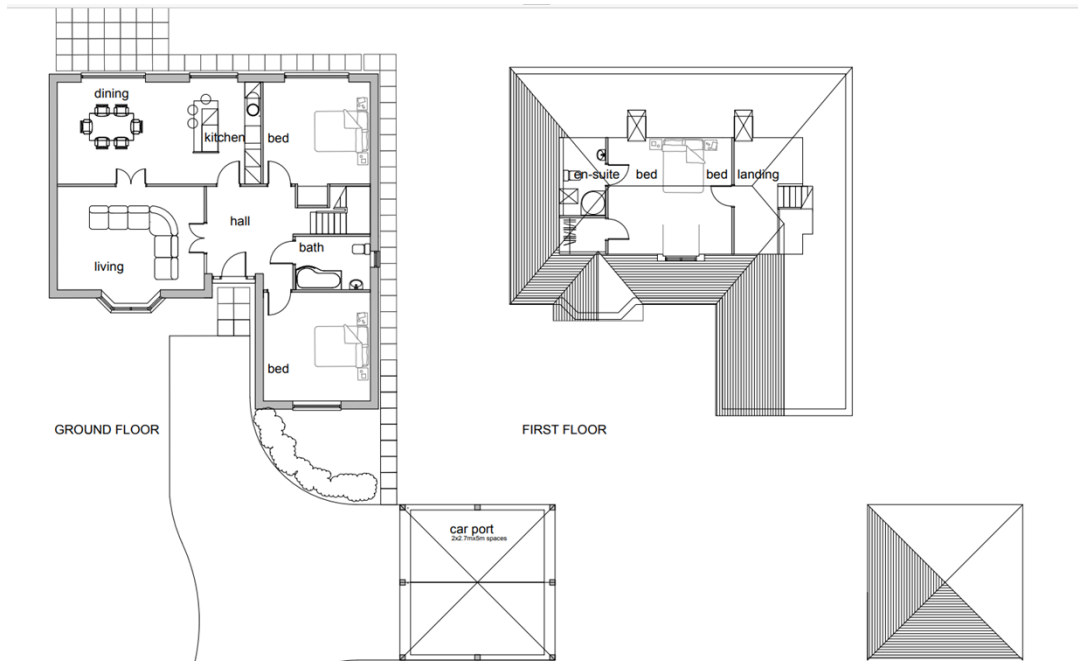 dining
kitchen
bed
hall
bath
living
bed
GROUND FLOOR
en-suite
bed
bed
landing
FIRST FLOOR
car port
2x2.7mx5m spaces